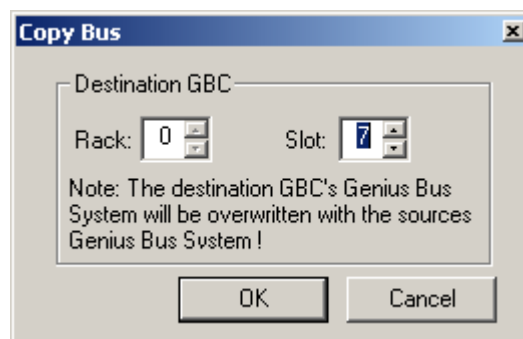 Copy Bus
Destination GBC
Rack: 0 Slot: 7
Note: The destination GBC's Genius Bus
System will be overwritten with the sources
Genius Bus System !
OK Cancel